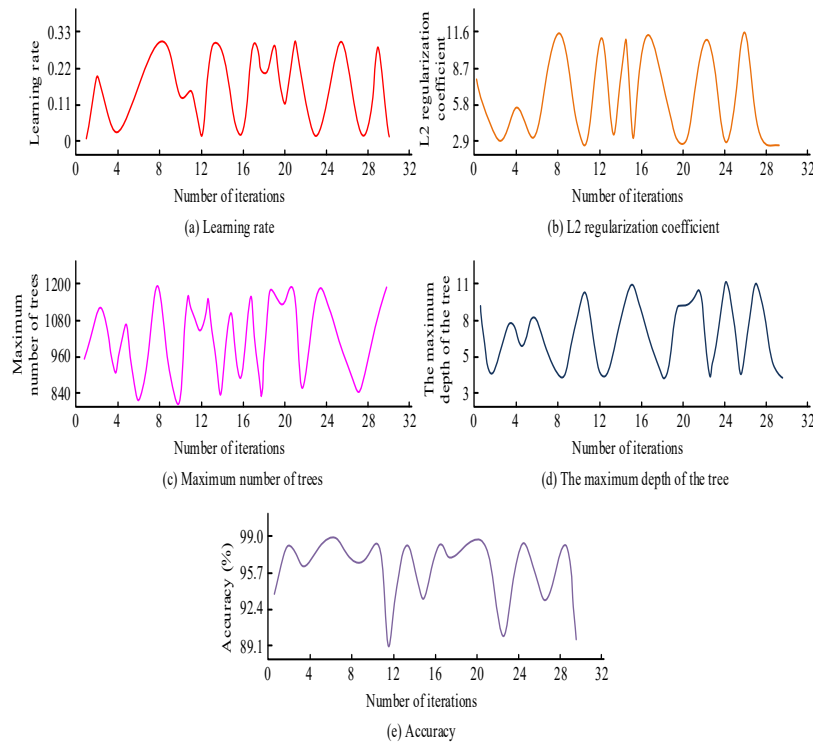 Learning rate
0.33
0.22
0.11
0
0 4 8 12 16 20 24 28 32
Number of iterations
(a) Learning rate
L2 regularization
coefficient
11.6
8.7
5.8
2.9
0 4 8 12 16 20 24 28 32
Number of iterations
(b) L2 regularization coefficient
Maximum
number of trees
1200
1080
960
840
0 4 8 12 16 20 24 28 32
Number of iterations
(c) Maximum number of trees
The maximum
depth of the tree
11
8
5
3
0 4 8 12 16 20 24 28 32
Number of iterations
(d) The maximum depth of the tree
Accuracy (%)
99.0
95.7
92.4
89.1
0 4 8 12 16 20 24 28 32
Number of iterations
(e) Accuracy